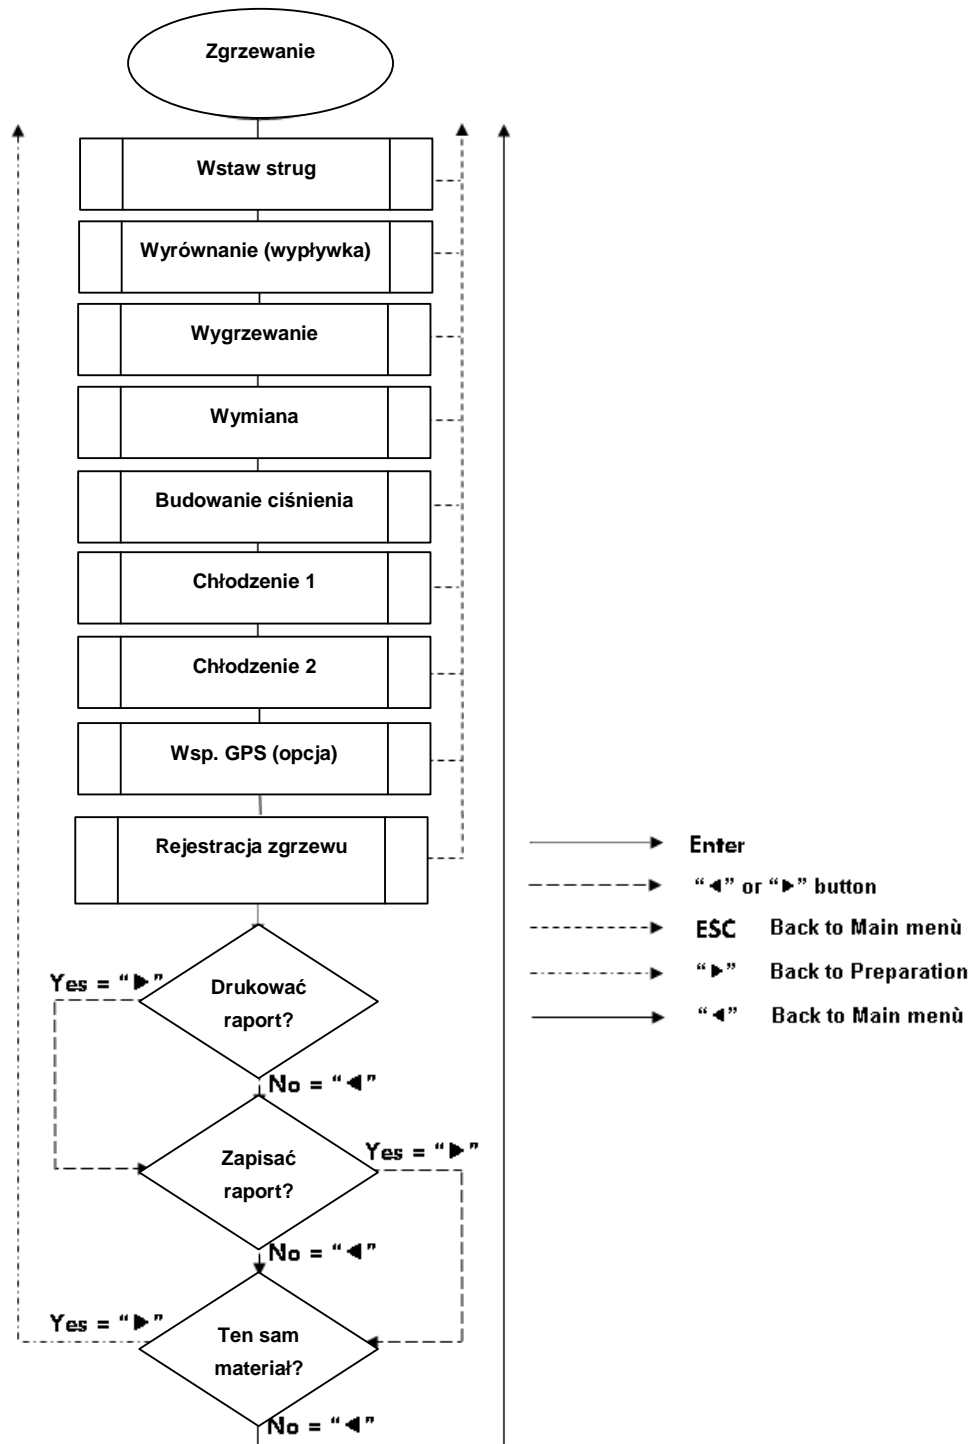 Zgrzewanie
Wstaw strug
Wyrównanie (wypływka)
Wygrzewanie
Wymiana
Budowanie ciśnienia
Chłodzenie 1
Chłodzenie 2
Wsp. GPS (opcja)
Rejestracja zgrzewu
Enter
“◄” or “►” button
ESC Back to Main menù
“►” Back to Preparation
“◄” Back to Main menù
Yes = “►”
Drukować
raport?
No = “◄”
Zapisać
raport?
Yes = “►”
No = “◄”
Yes = “►”
Ten sam
materiał?
No = “◄”